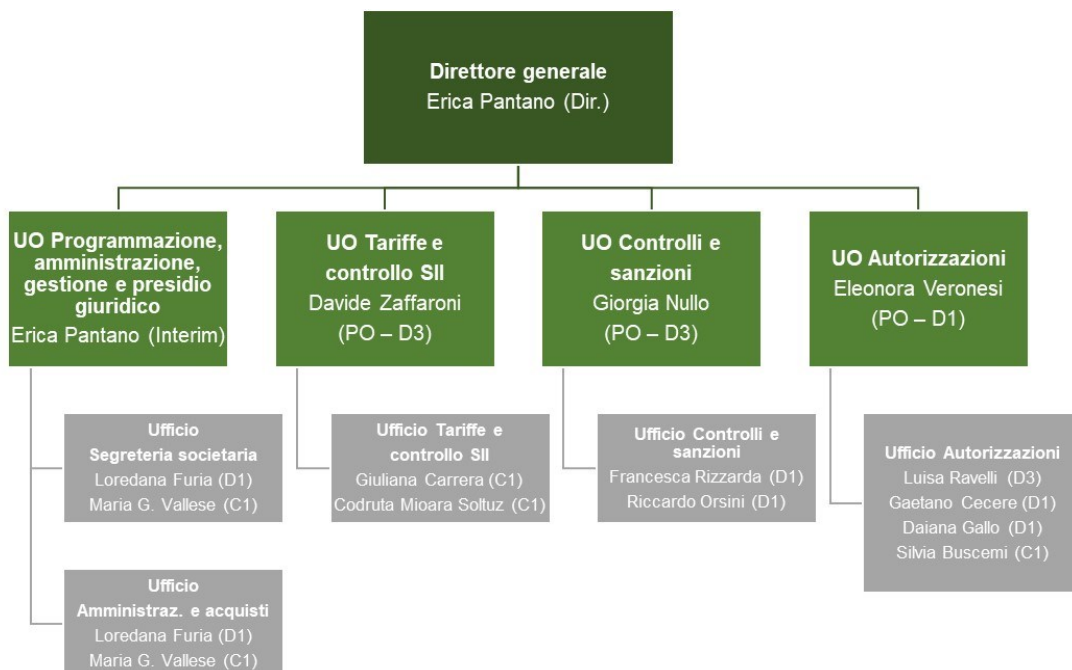 Direttore generale
Erica Pantano (Dir.)
UO Programmazione,
amministrazione,
gestione e presidio
giuridico
Erica Pantano (Interim)
UO Tariffe e
controllo SII
Davide Zaffaroni
(PO – D3)
UO Controlli e
sanzioni
Giorgia Nullo
(PO – D3)
UO Autorizzazioni
Eleonora Veronesi
(PO – D1)
Ufficio
Segreteria societaria
Loredana Furia (D1)
Maria G. Vallese (C1)
Ufficio
Amministraz. e acquisti
Loredana Furia (D1)
Maria G. Vallese (C1)
Ufficio Tariffe e
controllo SII
Giuliana Carrera (C1)
Codruta Mioara Soltuz (C1)
Ufficio Controlli e
sanzioni
Francesca Rizzarda (D1)
Riccardo Orsini (D1)
Ufficio Autorizzazioni
Luisa Ravelli (D3)
Gaetano Cecere (D1)
Daiana Gallo (D1)
Silvia Buscemi (C1)